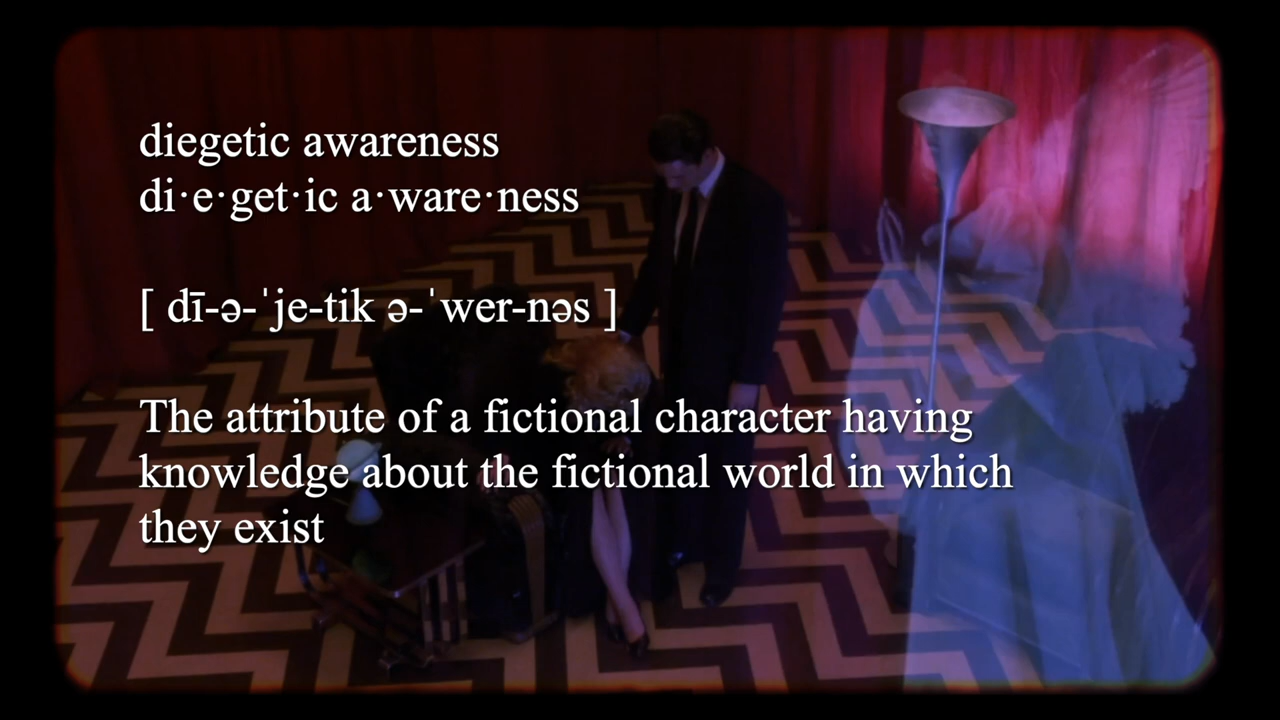 diegetic awareness
di·e·get·ic a·ware·ness
[ dī-ə-ˈje-tik ə-ˈwer-nəs ]
The attribute of a fictional character having
knowledge about the fictional world in which
they exist